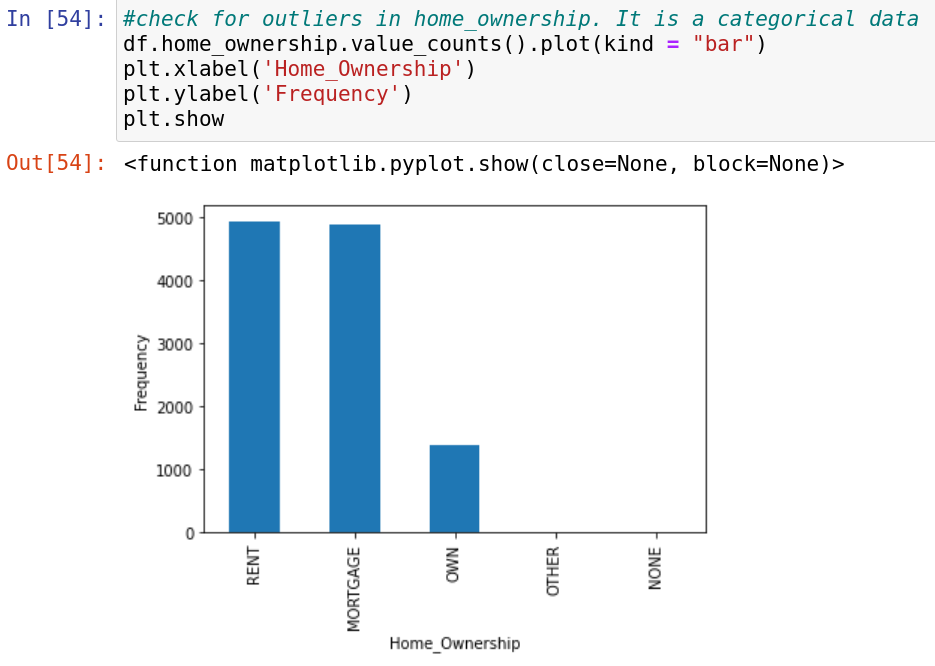 In [54]: #check for outliers in home_ownership. It is a categorical data
df.home_ownership.value_counts().plot(kind = "bar")
plt.xlabel('Home_Ownership')
plt.ylabel('Frequency')
plt.show
Out[54]: <function matplotlib.pyplot.show(close=None, block=None)>
5000
4000
3000
2000
1000
0
Frequency
RENT
MORTGAGE
OWN
OTHER
NONE
Home_Ownership